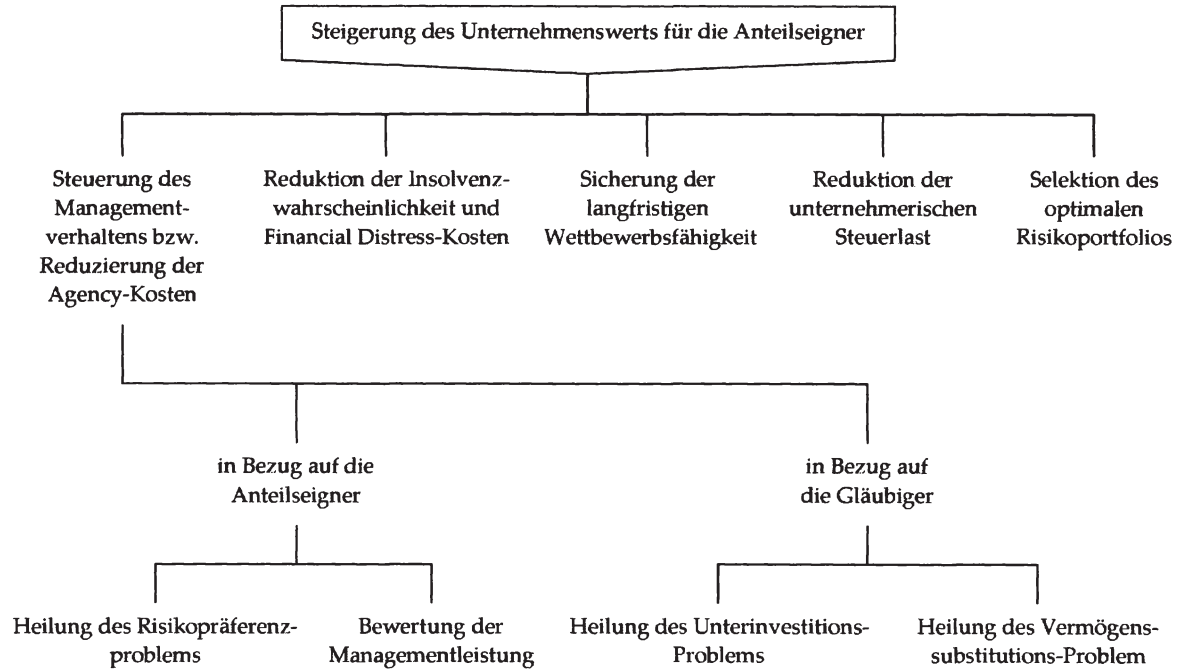 Steigerung des Unternehmenswerts für die Anteilseigner
Steuerung des
Management-
verhaltens bzw.
Reduzierung der
Agency-Kosten
Reduktion der Insolvenz-
wahrscheinlichkeit und
Financial Distress-Kosten
Sicherung der
langfristigen
Wettbewerbsfähigkeit
Reduktion der
unternehmerischen
Steuerlast
Selektion des
optimalen
Risikoportfolios
in Bezug auf die
Anteilseigner
in Bezug auf
die Gläubiger
Heilung des Risikopräferenz-
problems
Bewertung der
Managementleistung
Heilung des Unterinvestitions-
Problems
Heilung des Vermögens-
substitutions-Problem